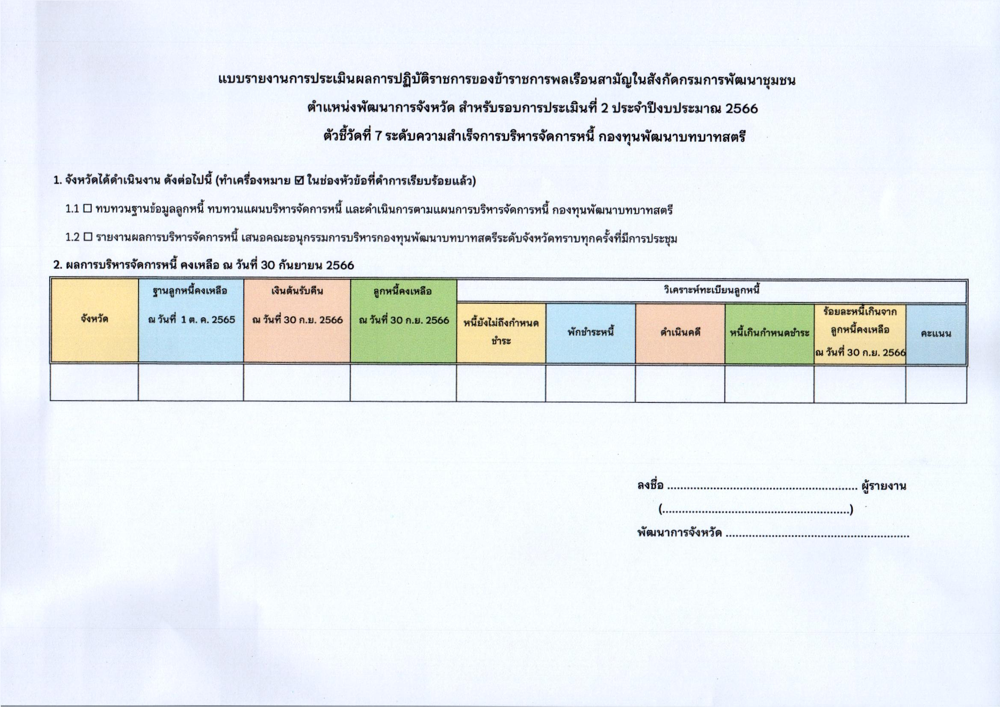 แบบรายงานการประเมินผลการปฏิบัติราชการของข้าราชการพลเรือนสามัญในสังกัดกรมการพัฒนาชุมชน
ตำแหน่งพัฒนาการจังหวัด สำหรับรอบการประเมินที่ 2 ประจำปีงบประมาณ 2566
ตัวชี้วัดที่ 7 ระดับความสำเร็จการบริหารจัดการหนี้ กองทุนพัฒนาบทบาทสตรี
1. จังหวัดได้ดำเนินงาน ดังต่อไปนี้ (ทำเครื่องหมาย ☑ ในช่องหัวข้อที่ดำการเรียบร้อยแล้ว)
1.1 ☐ ทบทวนฐานข้อมูลลูกหนี้ ทบทวนแผนบริหารจัดการหนี้ และดำเนินการตามแผนการบริหารจัดการหนี้ กองทุนพัฒนาบทบาทสตรี
1.2 ☐ รายงานผลการบริหารจัดการหนี้ เสนอคณะอนุกรรมการบริหารกองทุนพัฒนาบทบาทสตรีระดับจังหวัดทราบทุกครั้งที่มีการประชุม
2. ผลการบริหารจัดการหนี้ คงเหลือ ณ วันที่ 30 กันยายน 2566
จังหวัด
ฐานลูกหนี้คงเหลือ
ณ วันที่ 1 ต. ค. 2565
เงินต้นรับคืน
ณ วันที่ 30 ก.ย. 2566
ลูกหนี้คงเหลือ
ณ วันที่ 30 ก.ย. 2566
วิเคราะห์ทะเบียนลูกหนี้
หนี้ยังไม่ถึงกำหนด
ชำระ
พักชำระหนี้
ดำเนินคดี
หนี้เกินกำหนดชำระ
ร้อยละหนี้เกินจาก
ลูกหนี้คงเหลือ
ณ วันที่ 30 ก.ย. 2566
คะแนน
ลงชื่อ .......................................................... ผู้รายงาน
(.........................................................)
พัฒนาการจังหวัด ........................................................